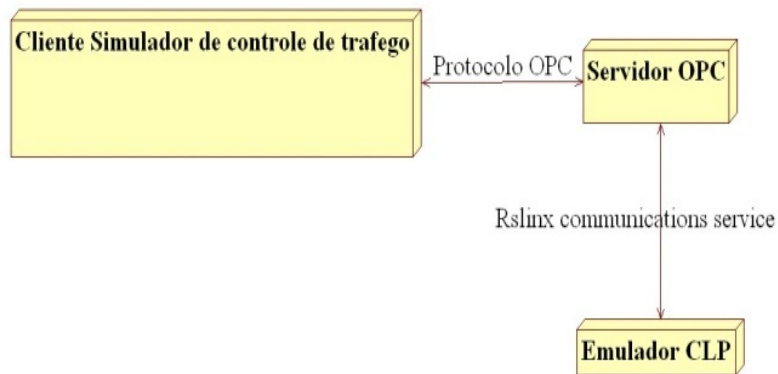 Cliente Simulador de controle de trafego
Protocolo OPC
Servidor OPC
Rslinx communications service
Emulador CLP